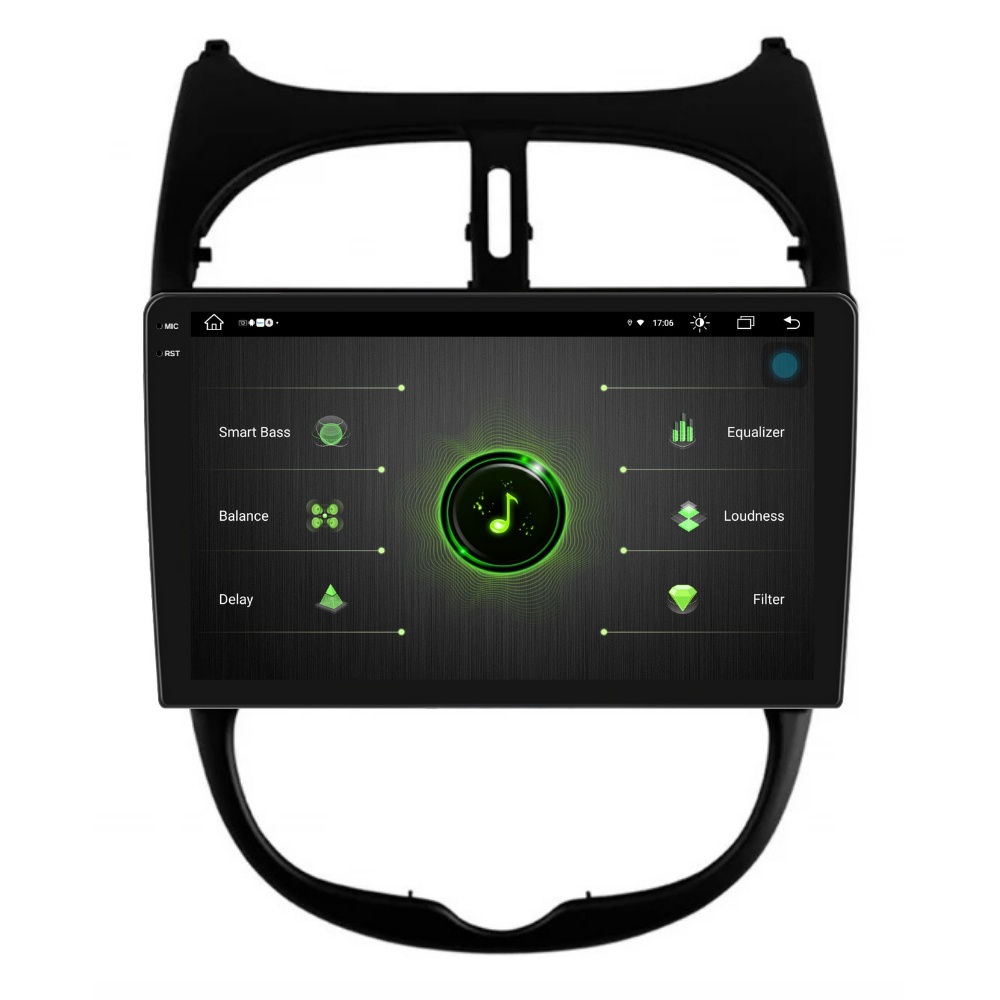 MIC
17:06
RST
Smart Bass
Equalizer
Balance
Loudness
Delay
Filter